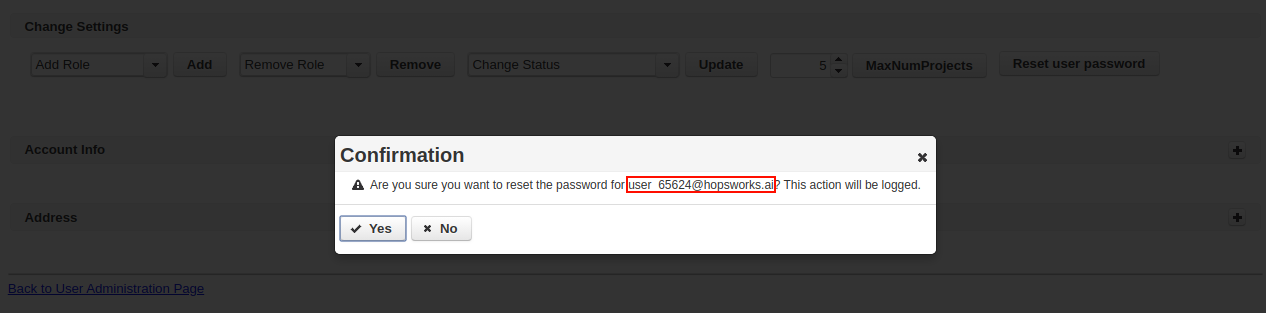 Change Settings
Add Role Add Remove Role Remove Change Status Update 5 MaxNumProjects Reset user password
Account Info
Confirmation
Are you sure you want to reset the password for user_65624@hopsworks.ai? This action will be logged.
Yes No
Address
Back to User Administration Page